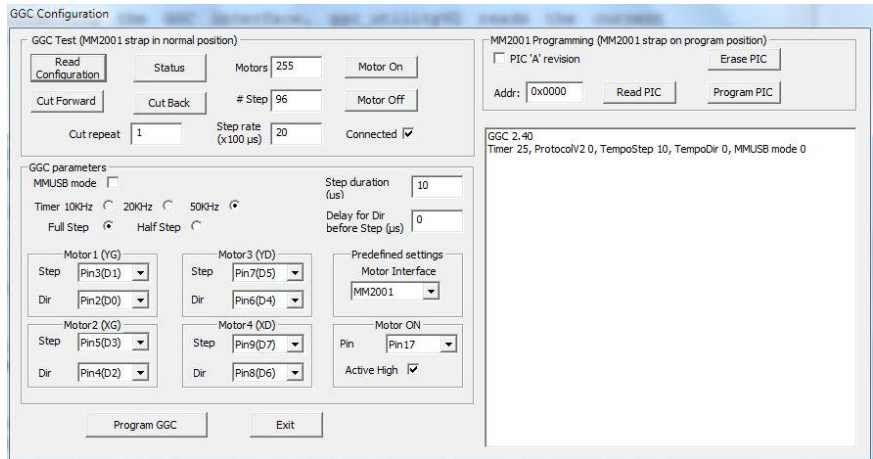 the GGC interface, gpc_utilityV2 reads the current
GGC Configuration
GGC Test (MM2001 strap in normal position)
Read Configuration
Status
Motors 255
Motor On
Cut Forward
Cut Back
# Step 96
Motor Off
Cut repeat 1
Step rate (x100 µs) 20
Connected
GGC parameters
MMUSB mode
Step duration (us) 10
Timer 10KHz 20KHz 50KHz
Full Step Half Step
Delay for Dir before Step (µs) 0
Motor1 (YG)
Step Pin3(D1)
Dir Pin2(D0)
Motor3 (YD)
Step Pin7(D5)
Dir Pin6(D4)
Predefined settings
Motor Interface
MM2001
Motor2 (XG)
Step Pin5(D3)
Dir Pin4(D2)
Motor4 (XD)
Step Pin9(D7)
Dir Pin8(D6)
Motor ON
Pin Pin17
Active High
Program GGC
Exit
MM2001 Programming (MM2001 strap on program position)
PIC 'A' revision
Erase PIC
Addr: 0x0000
Read PIC
Program PIC
GGC 2.40
Timer 25, ProtocolV2 0, TempoStep 10, TempoDir 0, MMUSB mode 0